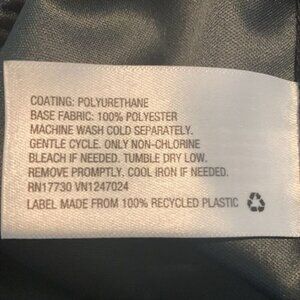 COATING: POLYURETHANE
BASE FABRIC: 100% POLYESTER
MACHINE WASH COLD SEPARATELY.
GENTLE CYCLE. ONLY NON-CHLORINE
BLEACH IF NEEDED. TUMBLE DRY LOW.
REMOVE PROMPTLY. COOL IRON IF NEEDED.
RN17730 VN1247024
LABEL MADE FROM 100% RECYCLED PLASTIC